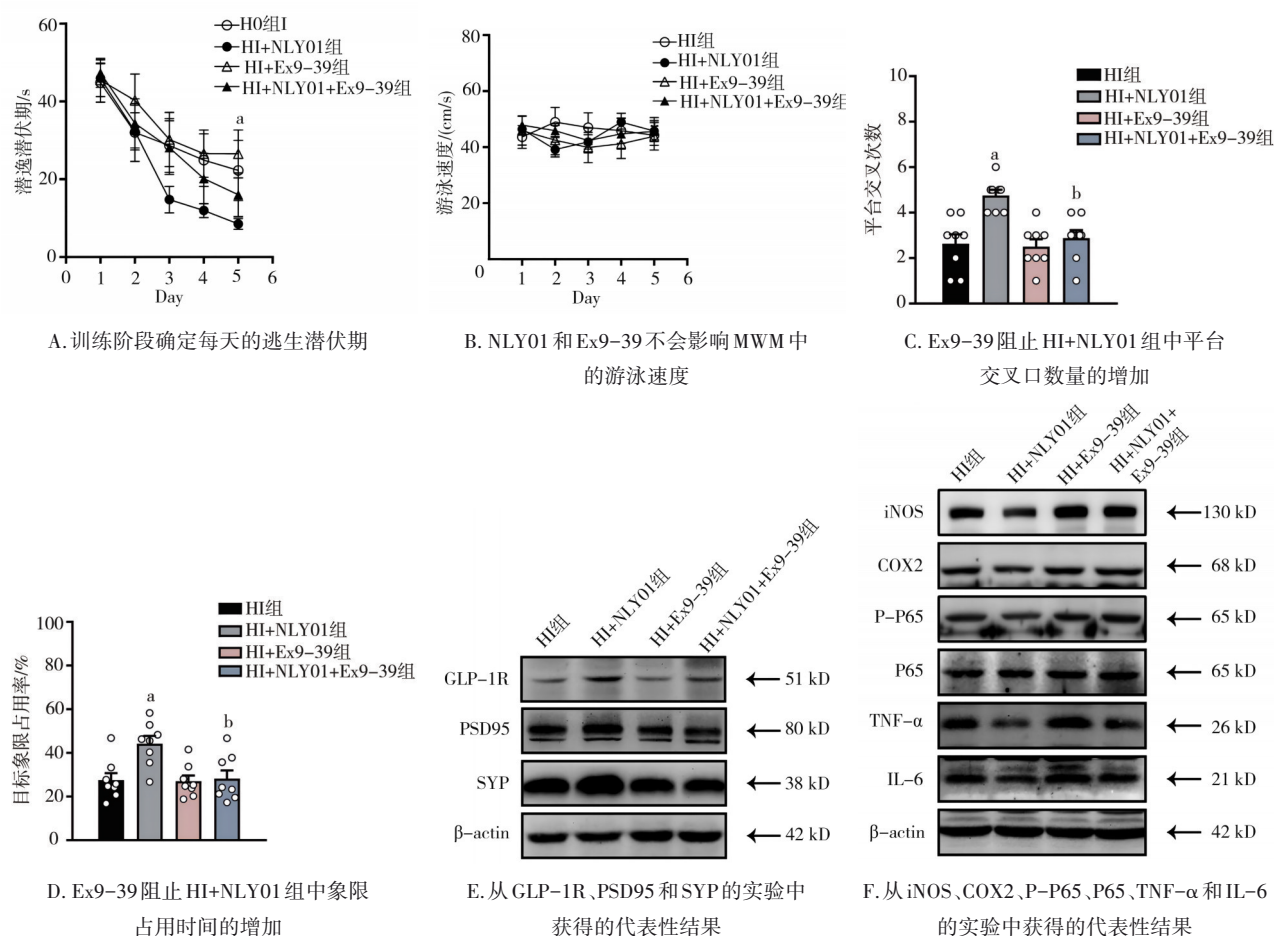 60
40
20
0
潜逸潜伏期/s
0
1
2
3
4
5
6
Day
H0组I
HI+NLY01组
HI+Ex9-39组
HI+NLY01+Ex9-39组
a
A.训练阶段确定每天的逃生潜伏期
80
60
40
20
0
游泳速度/(cm/s)
1
2
3
4
5
6
Day
HI组
HI+NLY01组
HI+Ex9-39组
HI+NLY01+Ex9-39组
B. NLY01和Ex9-39不会影响MWM中
的游泳速度
10
8
6
4
2
0
平台交叉次数
HI组
HI+NLY01组
HI+Ex9-39组
HI+NLY01+Ex9-39组
a
b
C. Ex9-39阻止HI+NLY01组中平台
交叉口数量的增加
100
80
60
40
20
0
目标象限占用率/%
HI组
HI+NLY01组
HI+Ex9-39组
HI+NLY01+Ex9-39组
a
b
D. Ex9-39阻止HI+NLY01组中象限
占用时间的增加
HI组
HI+NLY01组
HI+Ex9-39组
HI+NLY01+Ex9-39组
GLP-1R 51 kD
PSD95 80 kD
SYP 38 kD
β-actin 42 kD
E.从GLP-1R、PSD95和SYP的实验中
获得的代表性结果
HI组
HI+NLY01组
HI+Ex9-39组
HI+NLY01+
Ex9-39组
iNOS 130 kD
COX2 68 kD
P-P65 65 kD
P65 65 kD
TNF-α 26 kD
IL-6 21 kD
β-actin 42 kD
F.从iNOS、COX2、P-P65、P65、TNF-α和IL-6
的实验中获得的代表性结果